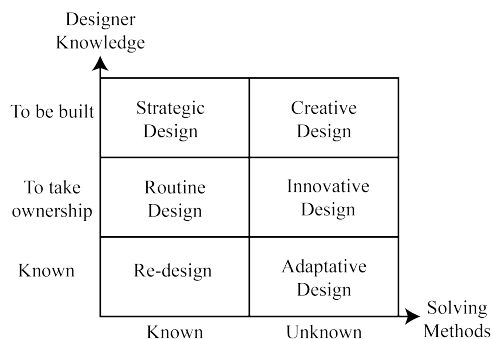 Designer
Knowledge
To be built
Strategic
Design
Creative
Design
To take
ownership
Routine
Design
Innovative
Design
Known
Re-design
Adaptative
Design
Solving
Methods
Known
Unknown